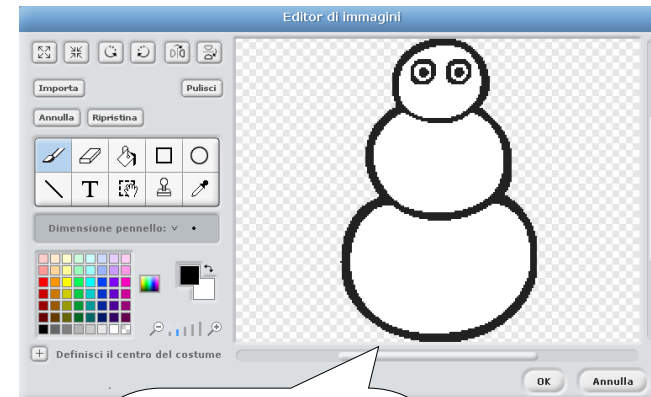 Editor di immagini
Importa
Pulisci
Annulla
Ripristina
T
Dimensione pennello:
Definisci il centro del costume
OK
Annulla